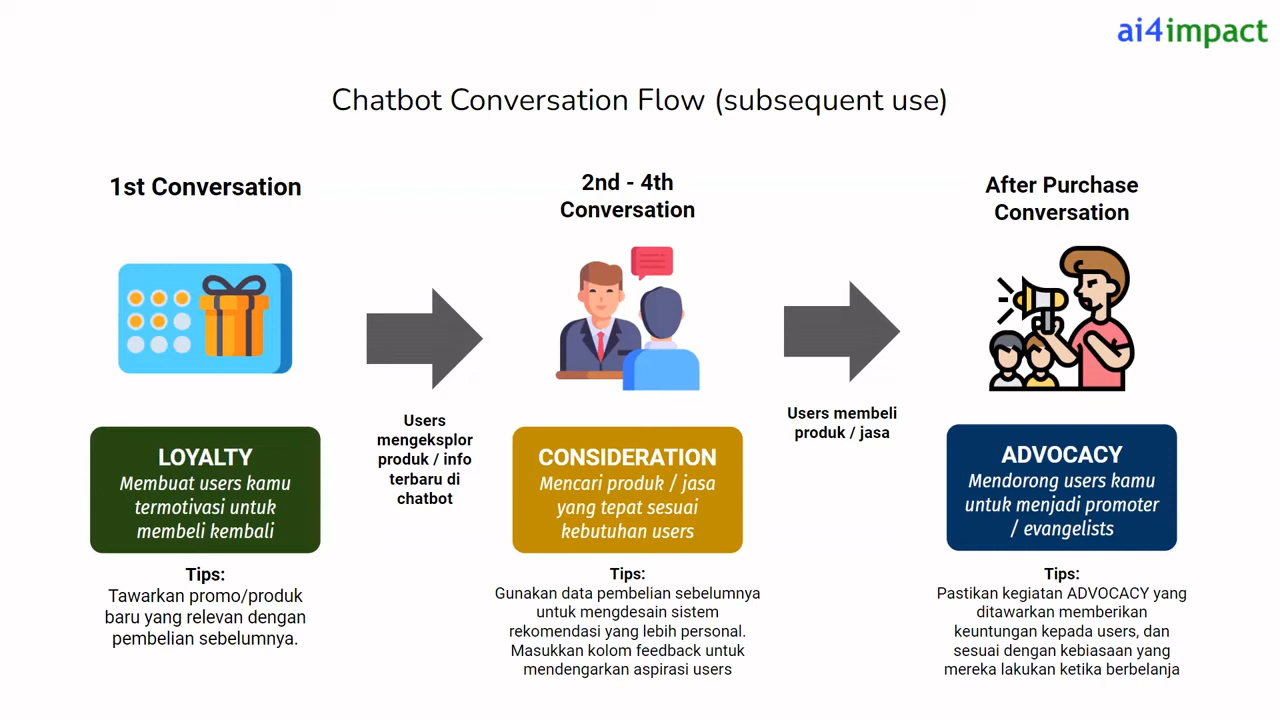 ai4impact
Chatbot Conversation Flow (subsequent use)
1st Conversation
LOYALTY
Membuat users kamu
termotivasi untuk
membeli kembali
Tips:
Tawarkan promo/produk
baru yang relevan dengan
pembelian sebelumnya.
Users
mengeksplor
produk / info
terbaru di
chatbot
2nd - 4th
Conversation
CONSIDERATION
Mencari produk / jasa
yang tepat sesuai
kebutuhan users
Tips:
Gunakan data pembelian sebelumnya
untuk mengdesain sistem
rekomendasi yang lebih personal.
Masukkan kolom feedback untuk
mendengarkan aspirasi users
Users membeli
produk / jasa
After Purchase
Conversation
ADVOCACY
Mendorong users kamu
untuk menjadi promoter
/ evangelists
Tips:
Pastikan kegiatan ADVOCACY yang
ditawarkan memberikan
keuntungan kepada users, dan
sesuai dengan kebiasaan yang
mereka lakukan ketika berbelanja